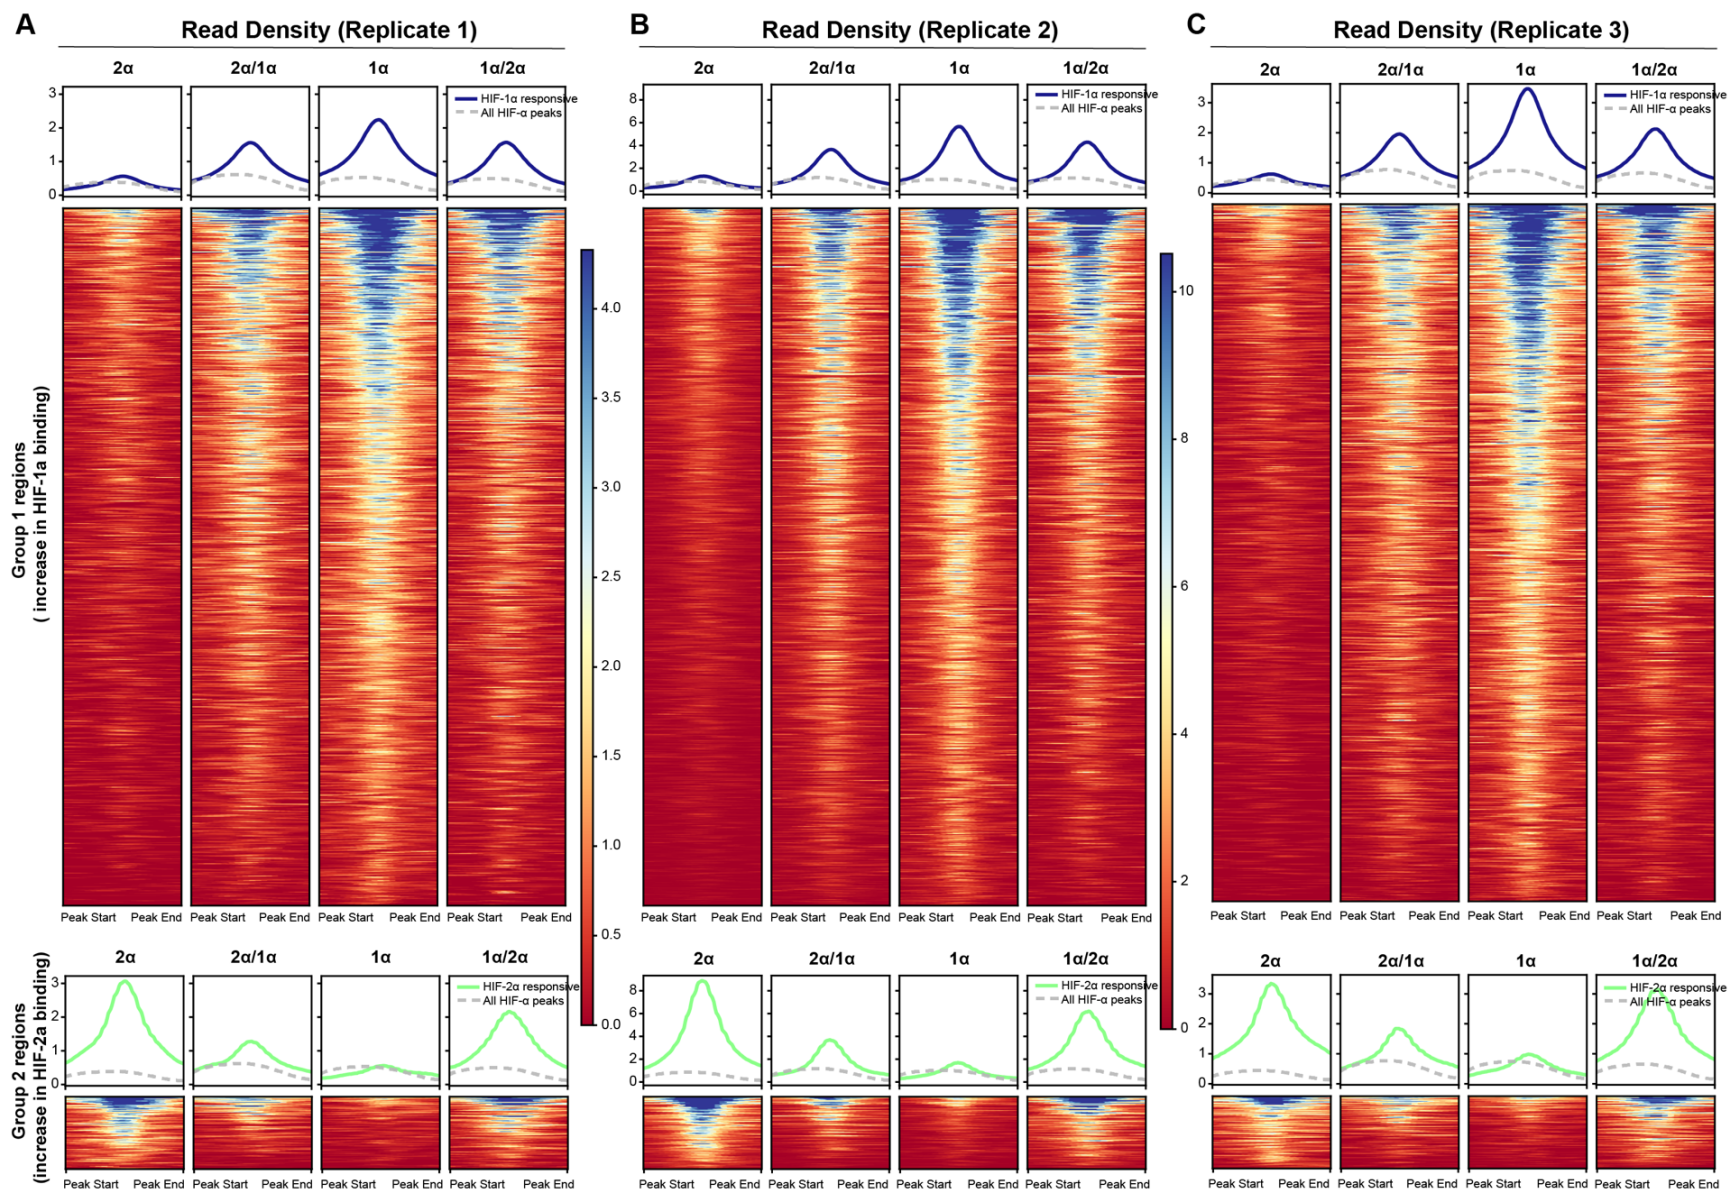 A
Read Density (Replicate 1)
2α
2α/1α
1α
1α/2α
3
2
1
0
HIF-1α responsive
All HIF-α peaks
Group 1 regions
( increase in HIF-1a binding)
Peak Start Peak End
Peak Start Peak End
Peak Start Peak End
Peak Start Peak End
4.0
3.5
3.0
2.5
2.0
1.5
1.0
0.5
0.0
2α
2α/1α
1α
1α/2α
3
2
1
0
HIF-2α responsive
All HIF-α peaks
Group 2 regions
(increase in HIF-2a binding)
Peak Start Peak End
Peak Start Peak End
Peak Start Peak End
Peak Start Peak End
B
Read Density (Replicate 2)
2α
2α/1α
1α
1α/2α
8
6
4
2
0
HIF-1α responsive
All HIF-α peaks
Peak Start Peak End
Peak Start Peak End
Peak Start Peak End
Peak Start Peak End
10
8
6
4
2
0
2α
2α/1α
1α
1α/2α
8
6
4
2
0
HIF-2α responsive
All HIF-α peaks
Peak Start Peak End
Peak Start Peak End
Peak Start Peak End
Peak Start Peak End
C
Read Density (Replicate 3)
2α
2α/1α
1α
1α/2α
3
2
1
0
HIF-1α responsive
All HIF-α peaks
Peak Start Peak End
Peak Start Peak End
Peak Start Peak End
Peak Start Peak End
2α
2α/1α
1α
1α/2α
3
2
1
0
HIF-2α responsive
All HIF-α peaks
Peak Start Peak End
Peak Start Peak End
Peak Start Peak End
Peak Start Peak End